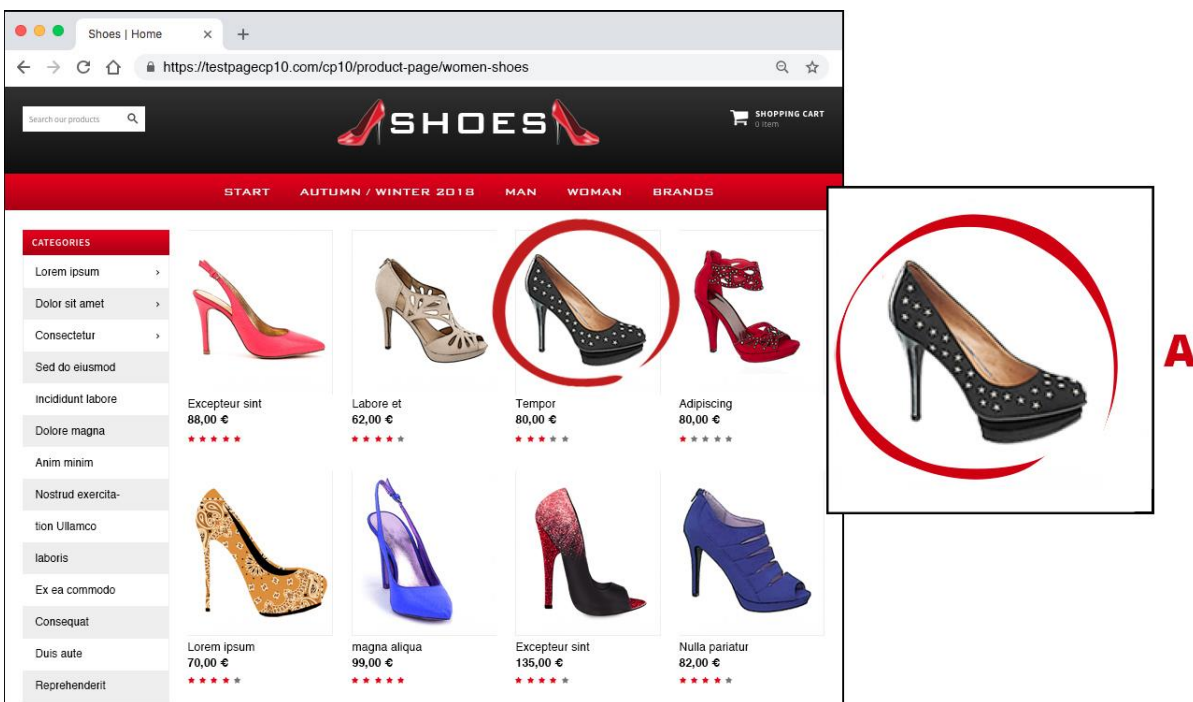 Shoes | Home
https://testpagecp10.com/cp10/product-page/women-shoes
Search our products
SHOES
SHOPPING CART
0 Item
START AUTUMN / WINTER 2018 MAN WOMAN BRANDS
CATEGORIES
Lorem ipsum
Dolor sit amet
Consectetur
Sed do eiusmod
Incididunt labore
Dolore magna
Anim minim
Nostrud exercita-
tion Ullamco
laboris
Ex ea commodo
Consequat
Duis aute
Reprehenderit
Excepteur sint
88,00 €
Labore et
62,00 €
Tempor
80,00 €
Adipiscing
80,00 €
Lorem ipsum
70,00 €
magna aliqua
99,00 €
Excepteur sint
135,00 €
Nulla pariatur
82,00 €
A